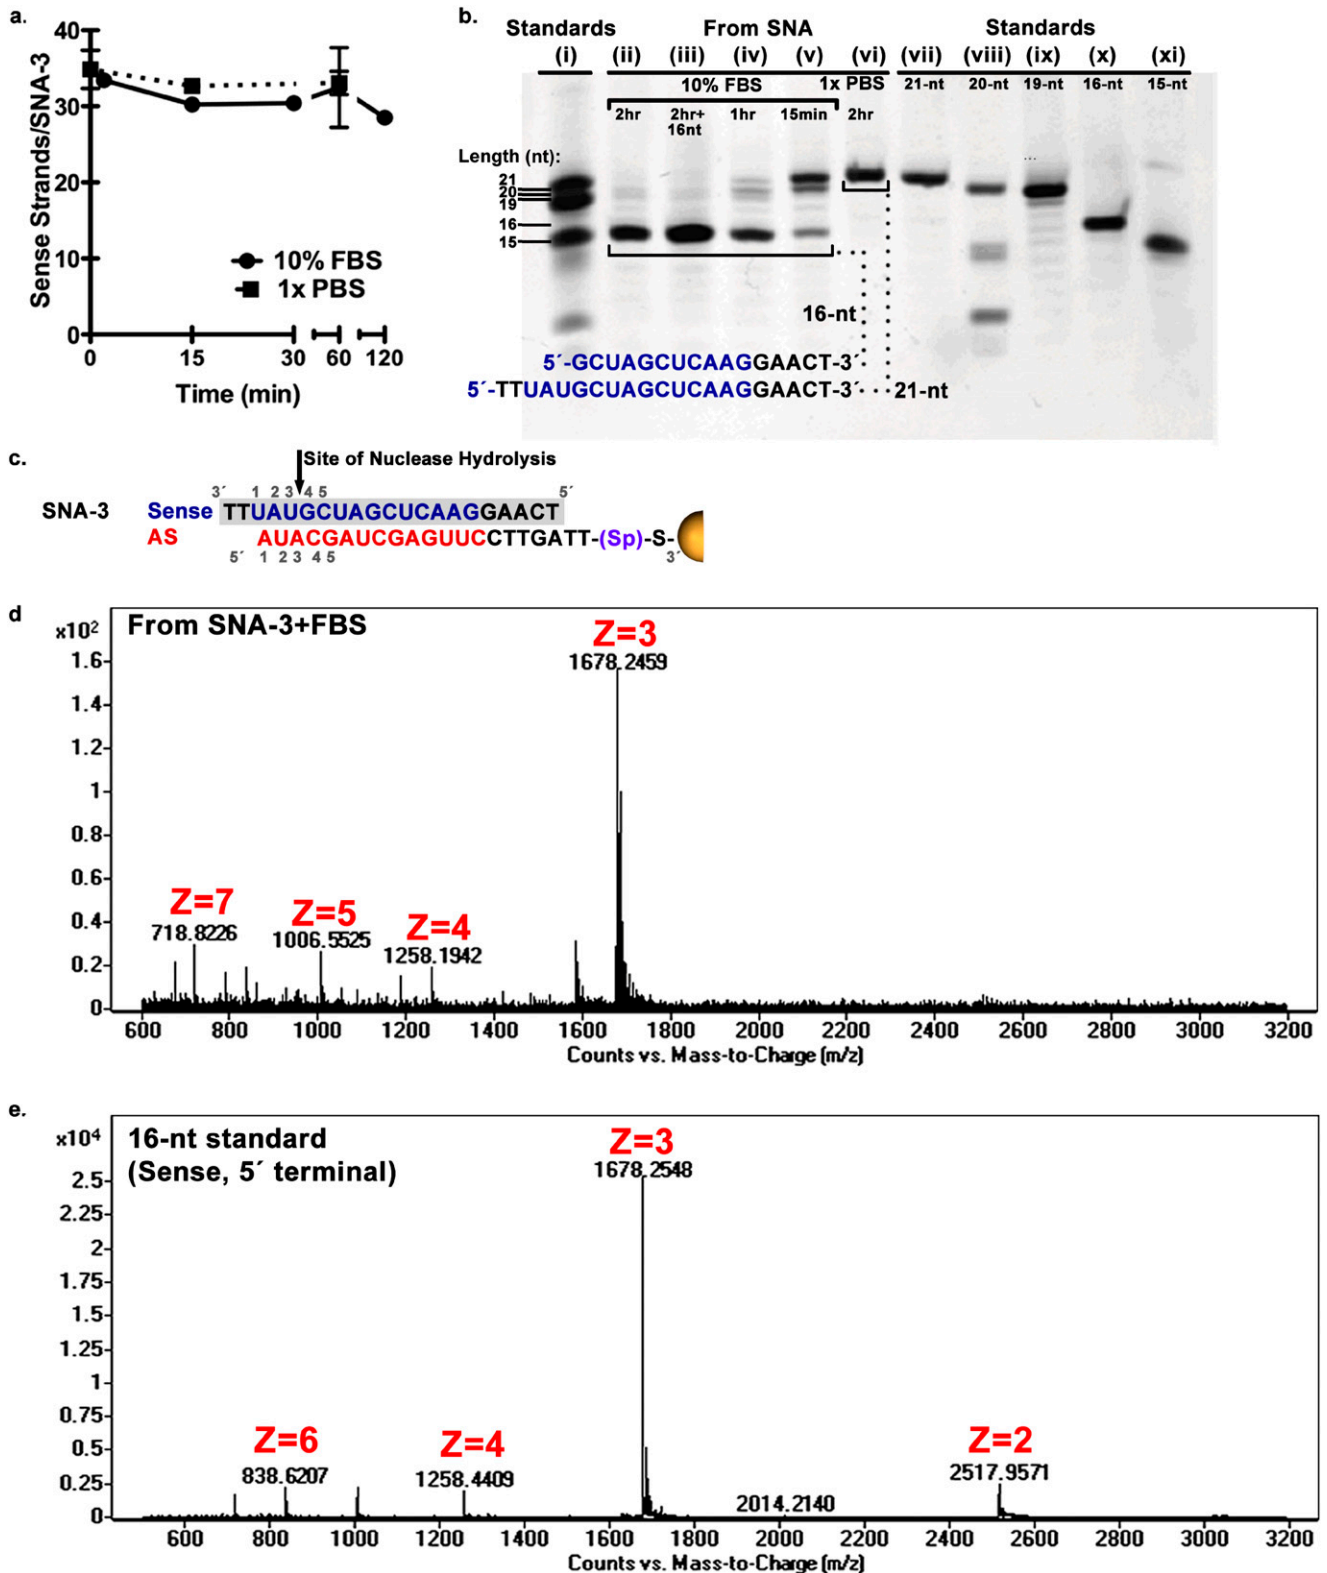 a.
Sense Strands/SNA-3
40
30
20
10
0
10% FBS
1x PBS
0 15 30 60 120
Time (min)
b.
Standards From SNA Standards
(i) (ii) (iii) (iv) (v) (vi) (vii) (viii) (ix) (x) (xi)
10% FBS 1x PBS 21-nt 20-nt 19-nt 16-nt 15-nt
2hr 2hr+ 1hr 15min 2hr
16nt
Length (nt):
21
20
19
16
15
16-nt
5´-GCUAGCUCAAGGAACT-3´
5´-TTUAUGCUAGCUCAAGGAACT-3´ 21-nt
c.
Site of Nuclease Hydrolysis
3´ 1 2 3 4 5 5´
SNA-3 Sense TTUAUGCUAGCUCAAGGAACT
AS AUACGAUCGAGUUCCTTGATT-(Sp)-S-
5´ 1 2 3 4 5 3´
d
From SNA-3+FBS
x10²
1.6
1.4
1.2
1
0.8
0.6
0.4
0.2
0
Z=3
1678.2459
Z=7
718.8226
Z=5
1006.5525
Z=4
1258.1942
600 800 1000 1200 1400 1600 1800 2000 2200 2400 2600 2800 3000 3200
Counts vs. Mass-to-Charge (m/z)
e.
16-nt standard
(Sense, 5´ terminal)
x10⁴
2.5
2.25
2
1.75
1.5
1.25
1
0.75
0.5
0.25
0
Z=3
1678.2548
Z=6
838.6207
Z=4
1258.4409
2014.2140
Z=2
2517.9571
600 800 1000 1200 1400 1600 1800 2000 2200 2400 2600 2800 3000 3200
Counts vs. Mass-to-Charge (m/z)